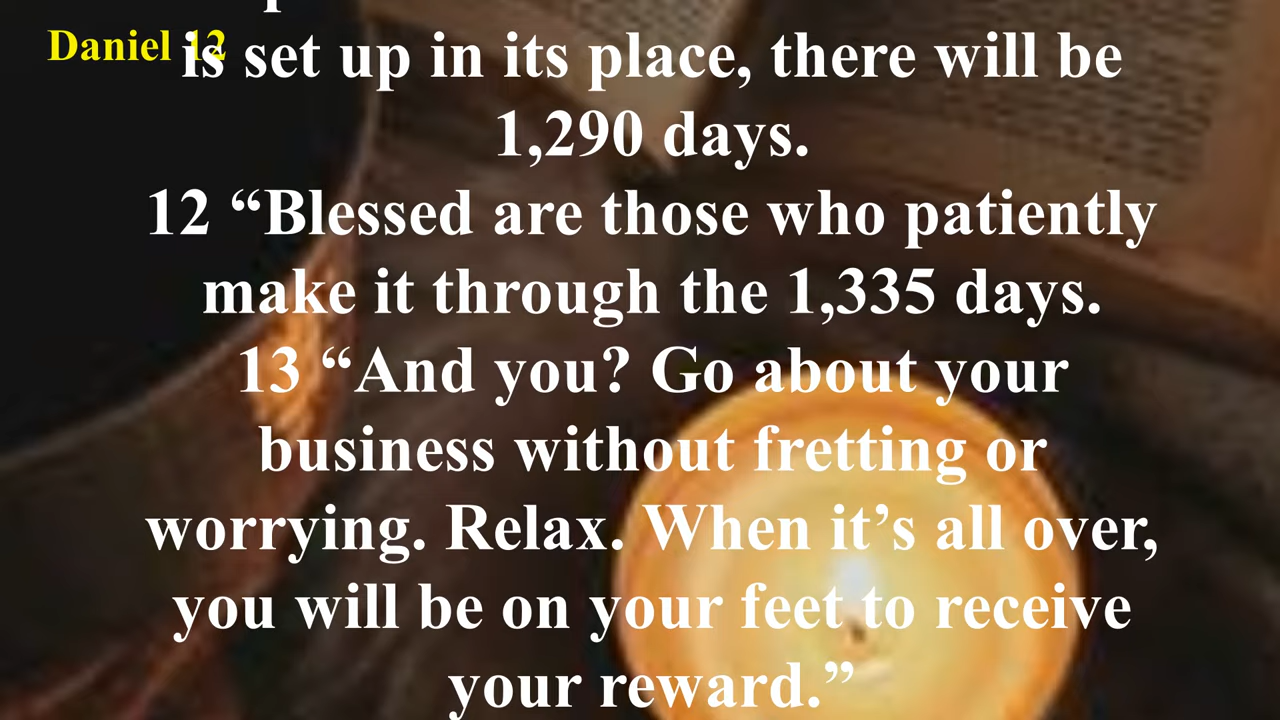 Daniel 12
is set up in its place, there will be
1,290 days.
12 “Blessed are those who patiently
make it through the 1,335 days.
13 “And you? Go about your
business without fretting or
worrying. Relax. When it’s all over,
you will be on your feet to receive
your reward.”